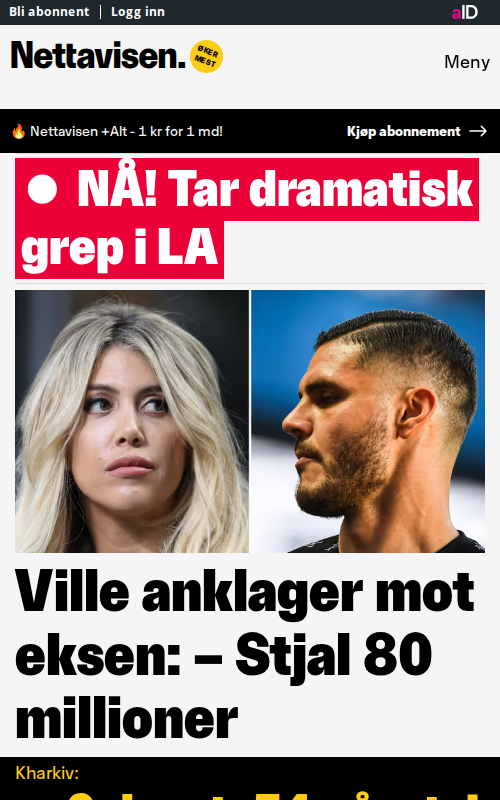 Bli abonnent | Logg inn
aID
Nettavisen.
ØKER
MEST
Meny
🔥 Nettavisen +Alt - 1 kr for 1 md!
Kjøp abonnement →
NÅ! Tar dramatisk
grep i LA
Ville anklager mot
eksen: – Stjal 80
millioner
Kharkiv: